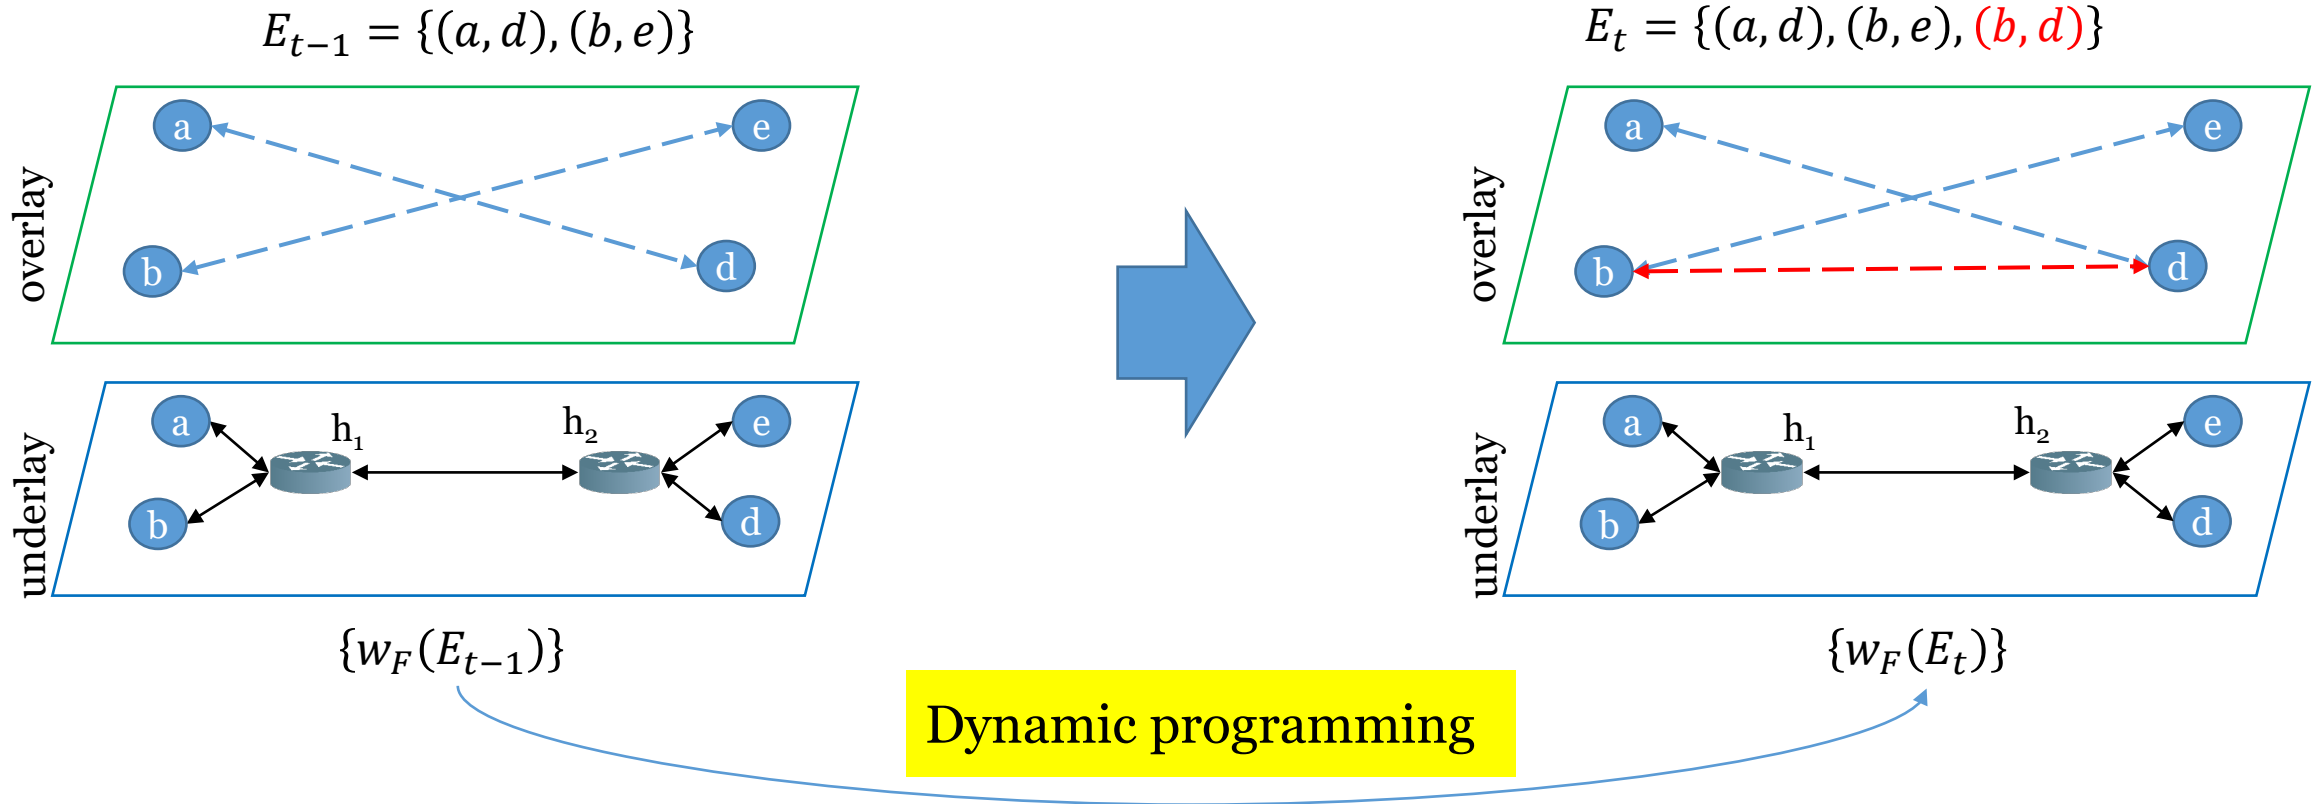 E_{t−1} = {(a, d), (b, e)}
a
e
b
d
overlay
a
h₁
h₂
e
b
d
underlay
{w_F(E_{t−1})}
E_t = {(a, d), (b, e), (b, d)}
a
e
b
d
overlay
a
h₁
h₂
e
b
d
underlay
{w_F(E_t)}
Dynamic programming